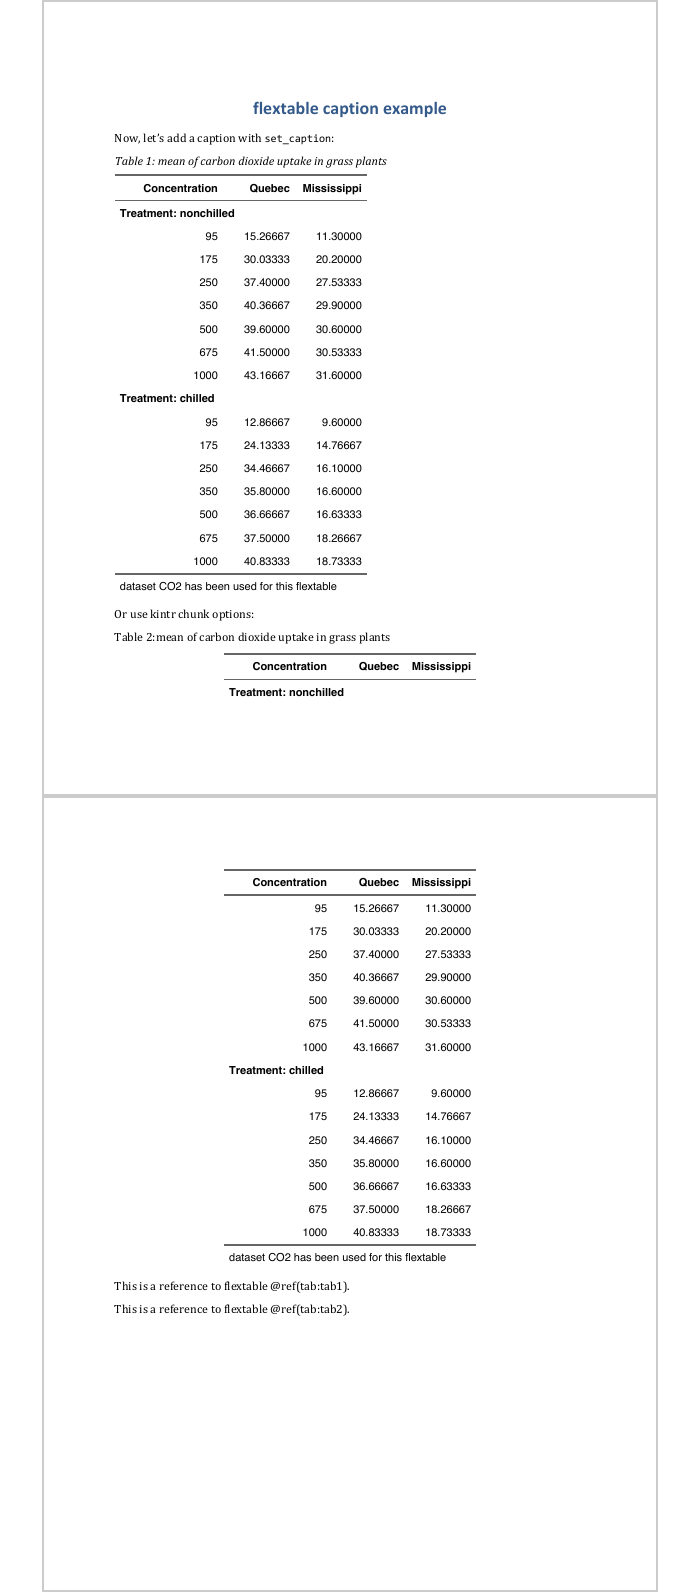 flextable caption example
Now, let's add a caption with set_caption:
Table 1: mean of carbon dioxide uptake in grass plants
Concentration Quebec Mississippi
Treatment: nonchilled
95 15.26667 11.30000
175 30.03333 20.20000
250 37.40000 27.53333
350 40.36667 29.90000
500 39.60000 30.60000
675 41.50000 30.53333
1000 43.16667 31.60000
Treatment: chilled
95 12.86667 9.60000
175 24.13333 14.76667
250 34.46667 16.10000
350 35.80000 16.60000
500 36.66667 16.63333
675 37.50000 18.26667
1000 40.83333 18.73333
dataset CO2 has been used for this flextable
Or use kintr chunk options:
Table 2:mean of carbon dioxide uptake in grass plants
Concentration Quebec Mississippi
Treatment: nonchilled
Concentration Quebec Mississippi
95 15.26667 11.30000
175 30.03333 20.20000
250 37.40000 27.53333
350 40.36667 29.90000
500 39.60000 30.60000
675 41.50000 30.53333
1000 43.16667 31.60000
Treatment: chilled
95 12.86667 9.60000
175 24.13333 14.76667
250 34.46667 16.10000
350 35.80000 16.60000
500 36.66667 16.63333
675 37.50000 18.26667
1000 40.83333 18.73333
dataset CO2 has been used for this flextable
This is a reference to flextable @ref(tab:tab1).
This is a reference to flextable @ref(tab:tab2).